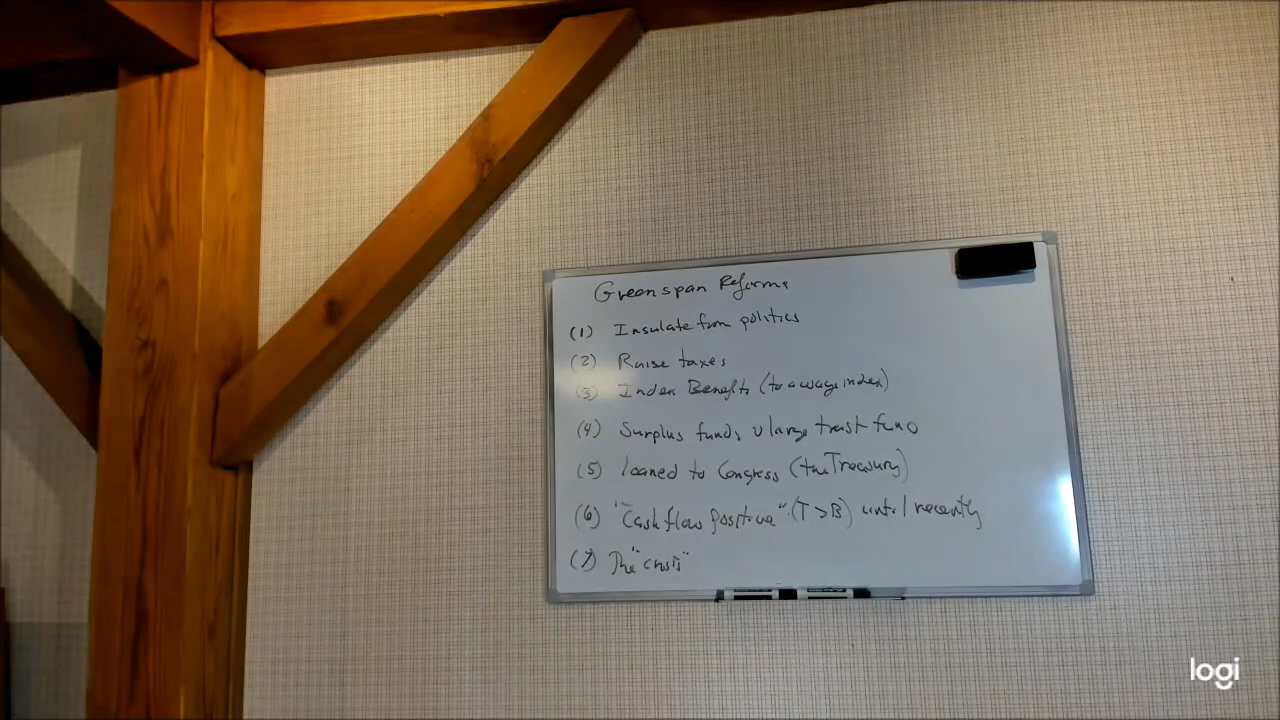 Greenspan Reforms
(1) Insulate from politics
(2) Raise taxes
(3) Index Benefits (to a wage index)
(4) Surplus funds large trust fund
(5) loaned to Congress (the Treasury)
(6) "Cash flow positive" (T > B) until recently
(7) The "crisis"
logi